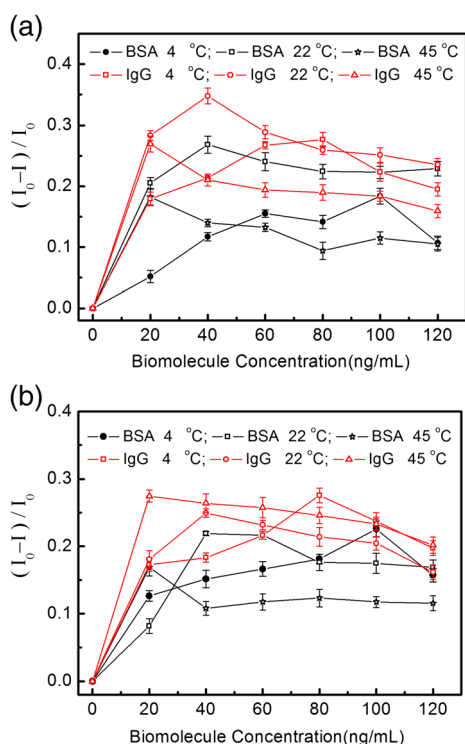 (a)
BSA 4 °C; BSA 22 °C; BSA 45 °C
IgG 4 °C; IgG 22 °C; IgG 45 °C
0.4
0.3
0.2
0.1
0.0
(I₀–I) / I₀
0 20 40 60 80 100 120
Biomolecule Concentration(ng/mL)
(b)
BSA 4 °C; BSA 22 °C; BSA 45 °C
IgG 4 °C; IgG 22 °C; IgG 45 °C
0.4
0.3
0.2
0.1
0.0
(I₀–I) / I₀
0 20 40 60 80 100 120
Biomolecule Concentration(ng/mL)